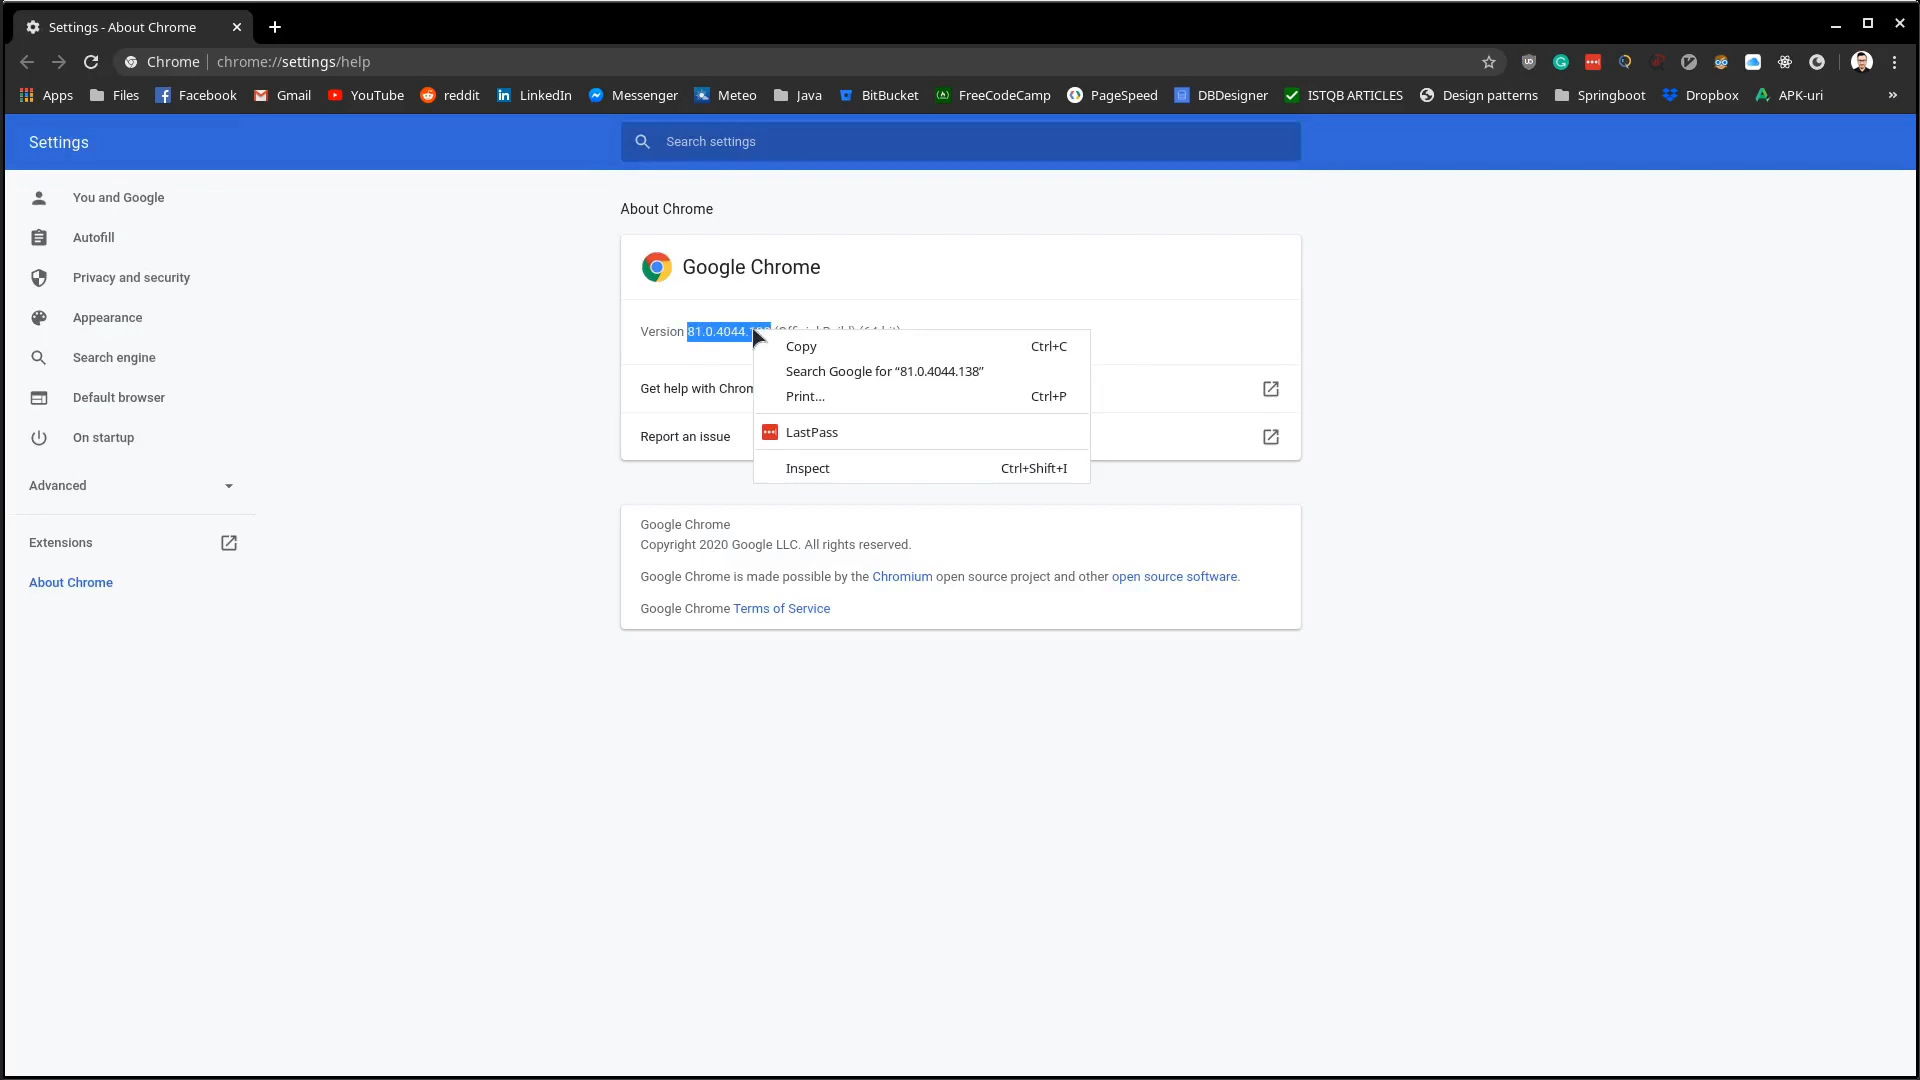 Settings - About Chrome
Chrome | chrome://settings/help
Apps Files Facebook Gmail YouTube reddit LinkedIn Messenger Meteo Java BitBucket FreeCodeCamp PageSpeed DBDesigner ISTQB ARTICLES Design patterns Springboot Dropbox APK-uri »
Settings
Search settings
You and Google
Autofill
Privacy and security
Appearance
Search engine
Default browser
On startup
Advanced
Extensions
About Chrome
About Chrome
Google Chrome
Version 81.0.4044.
Get help with
Report an issue
Copy Ctrl+C
Search Google for “81.0.4044.138”
Print... Ctrl+P
LastPass
Inspect Ctrl+Shift+I
Google Chrome
Copyright 2020 Google LLC. All rights reserved.
Google Chrome is made possible by the Chromium open source project and other open source software.
Google Chrome Terms of Service